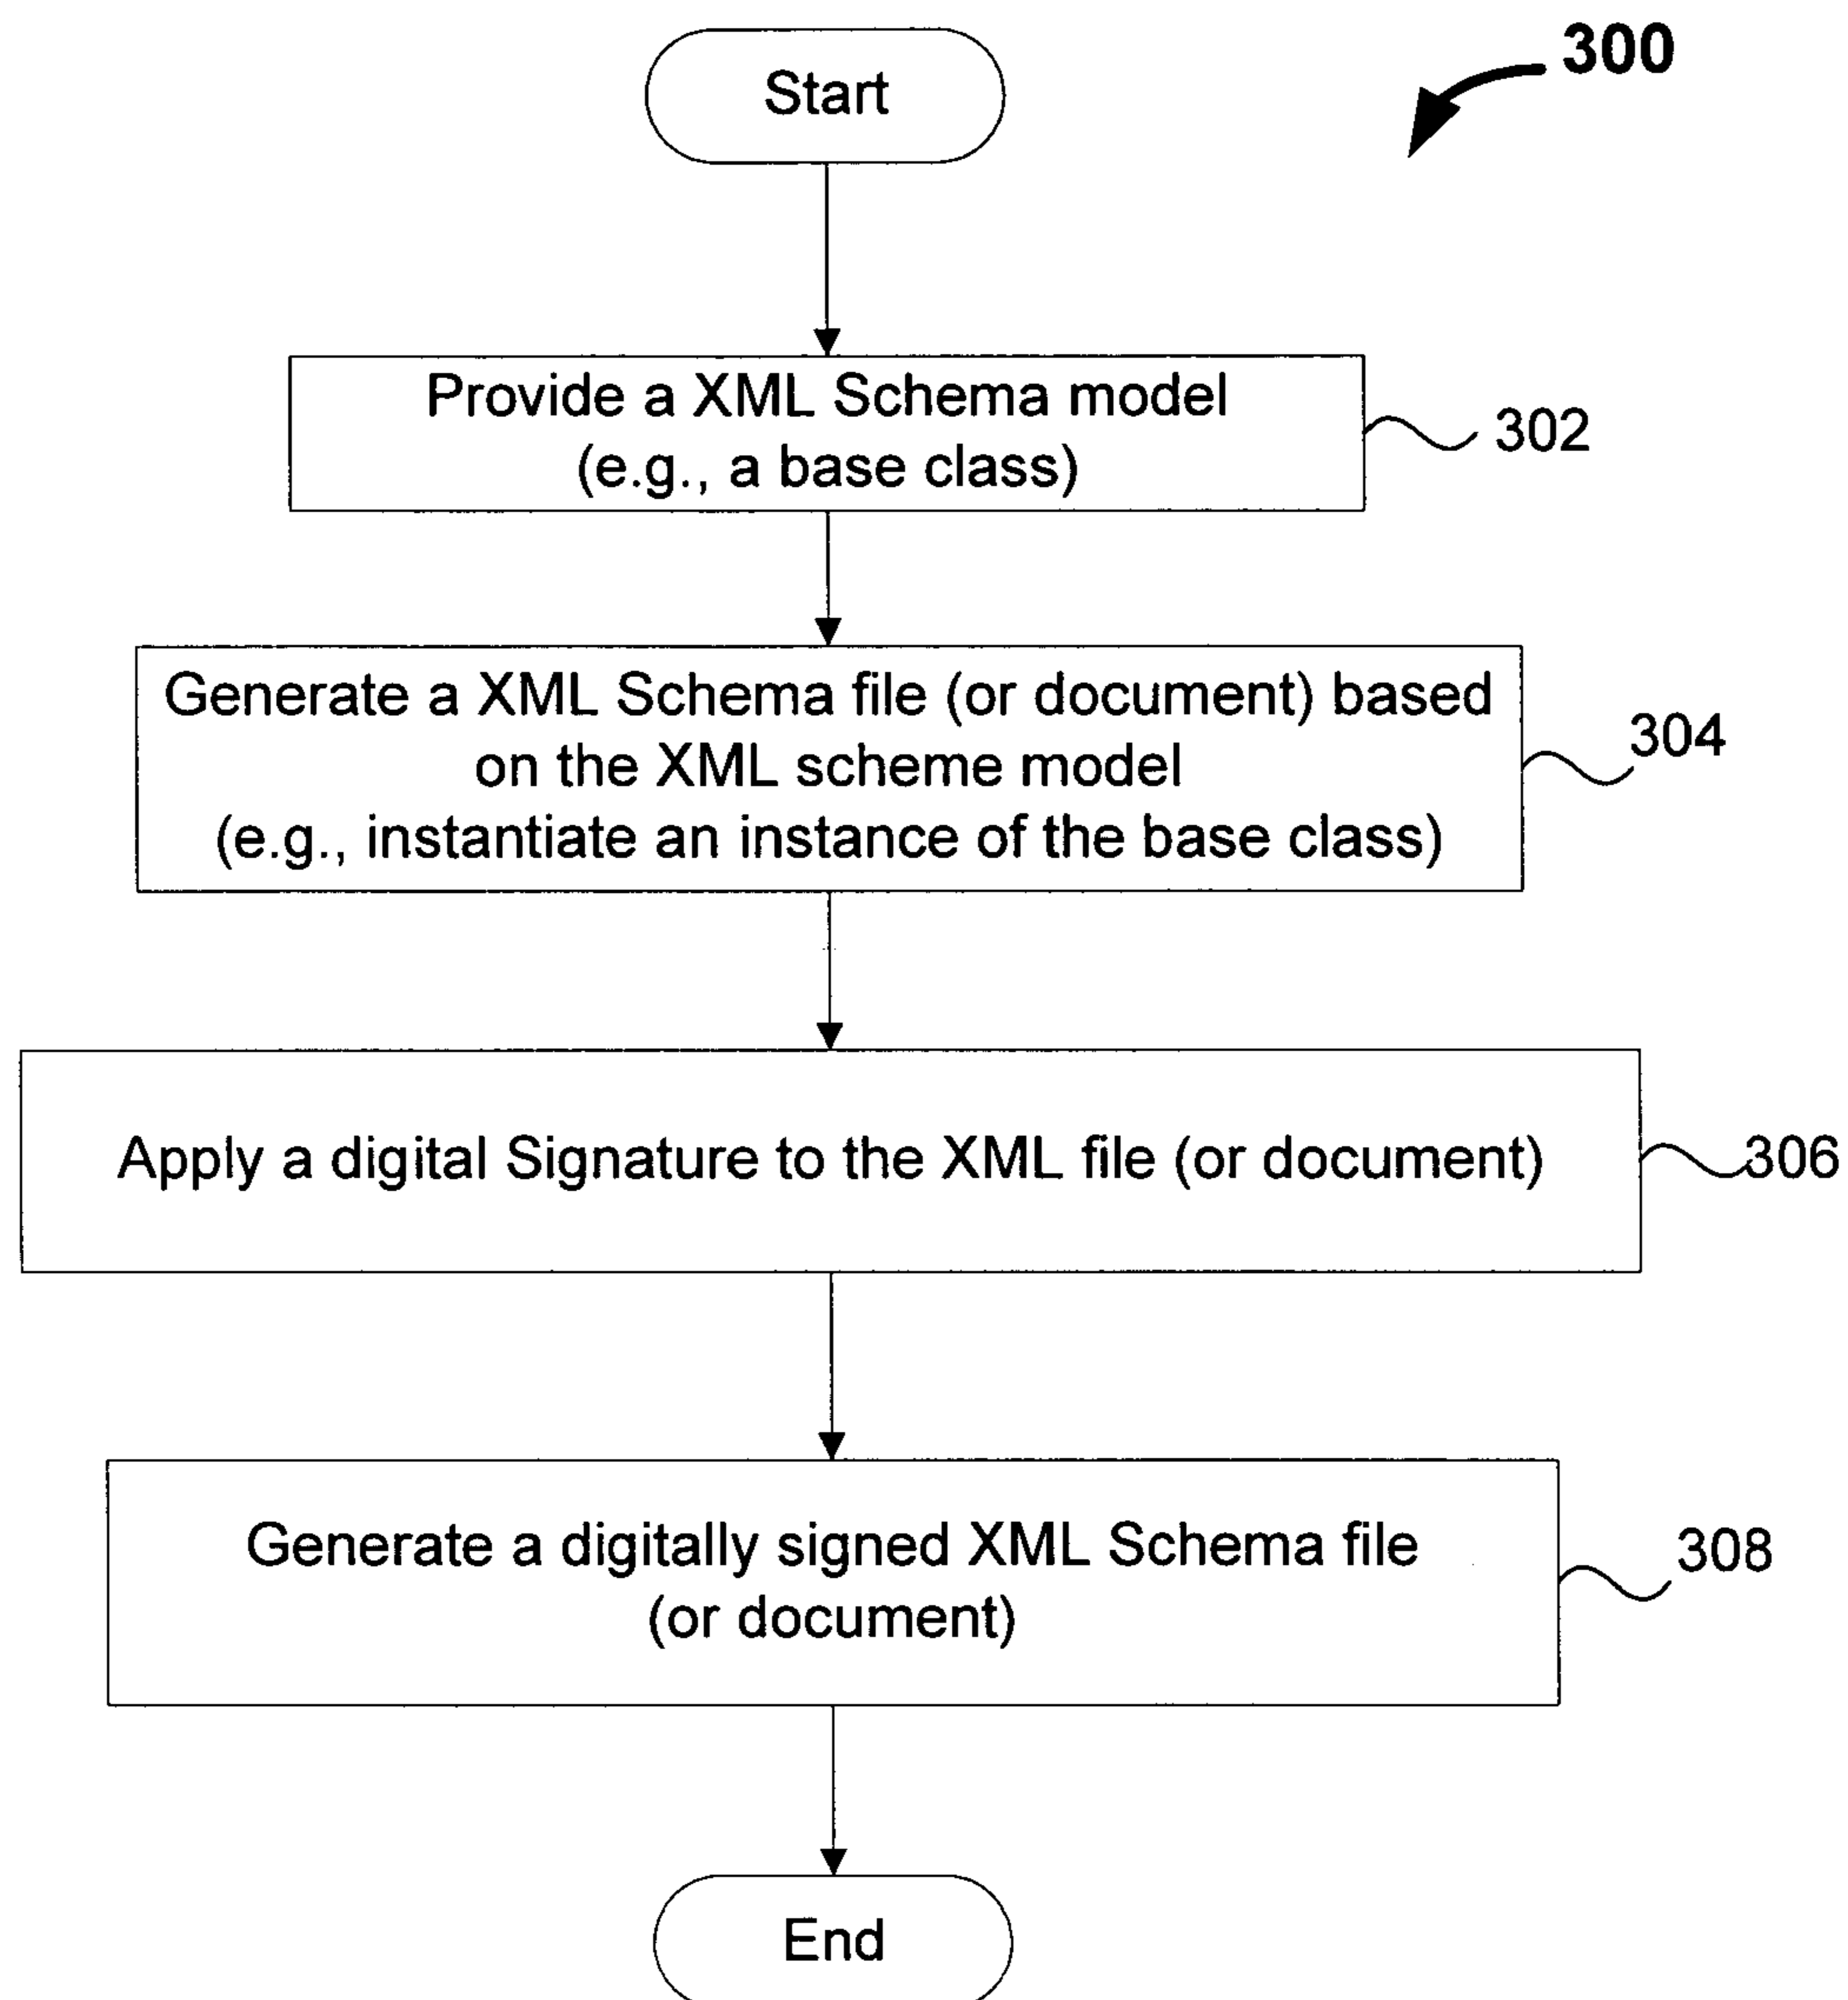 300
Start
Provide a XML Schema model
(e.g., a base class)
302
Generate a XML Schema file (or document) based
on the XML scheme model
(e.g., instantiate an instance of the base class)
304
Apply a digital Signature to the XML file (or document)
306
Generate a digitally signed XML Schema file
(or document)
308
End